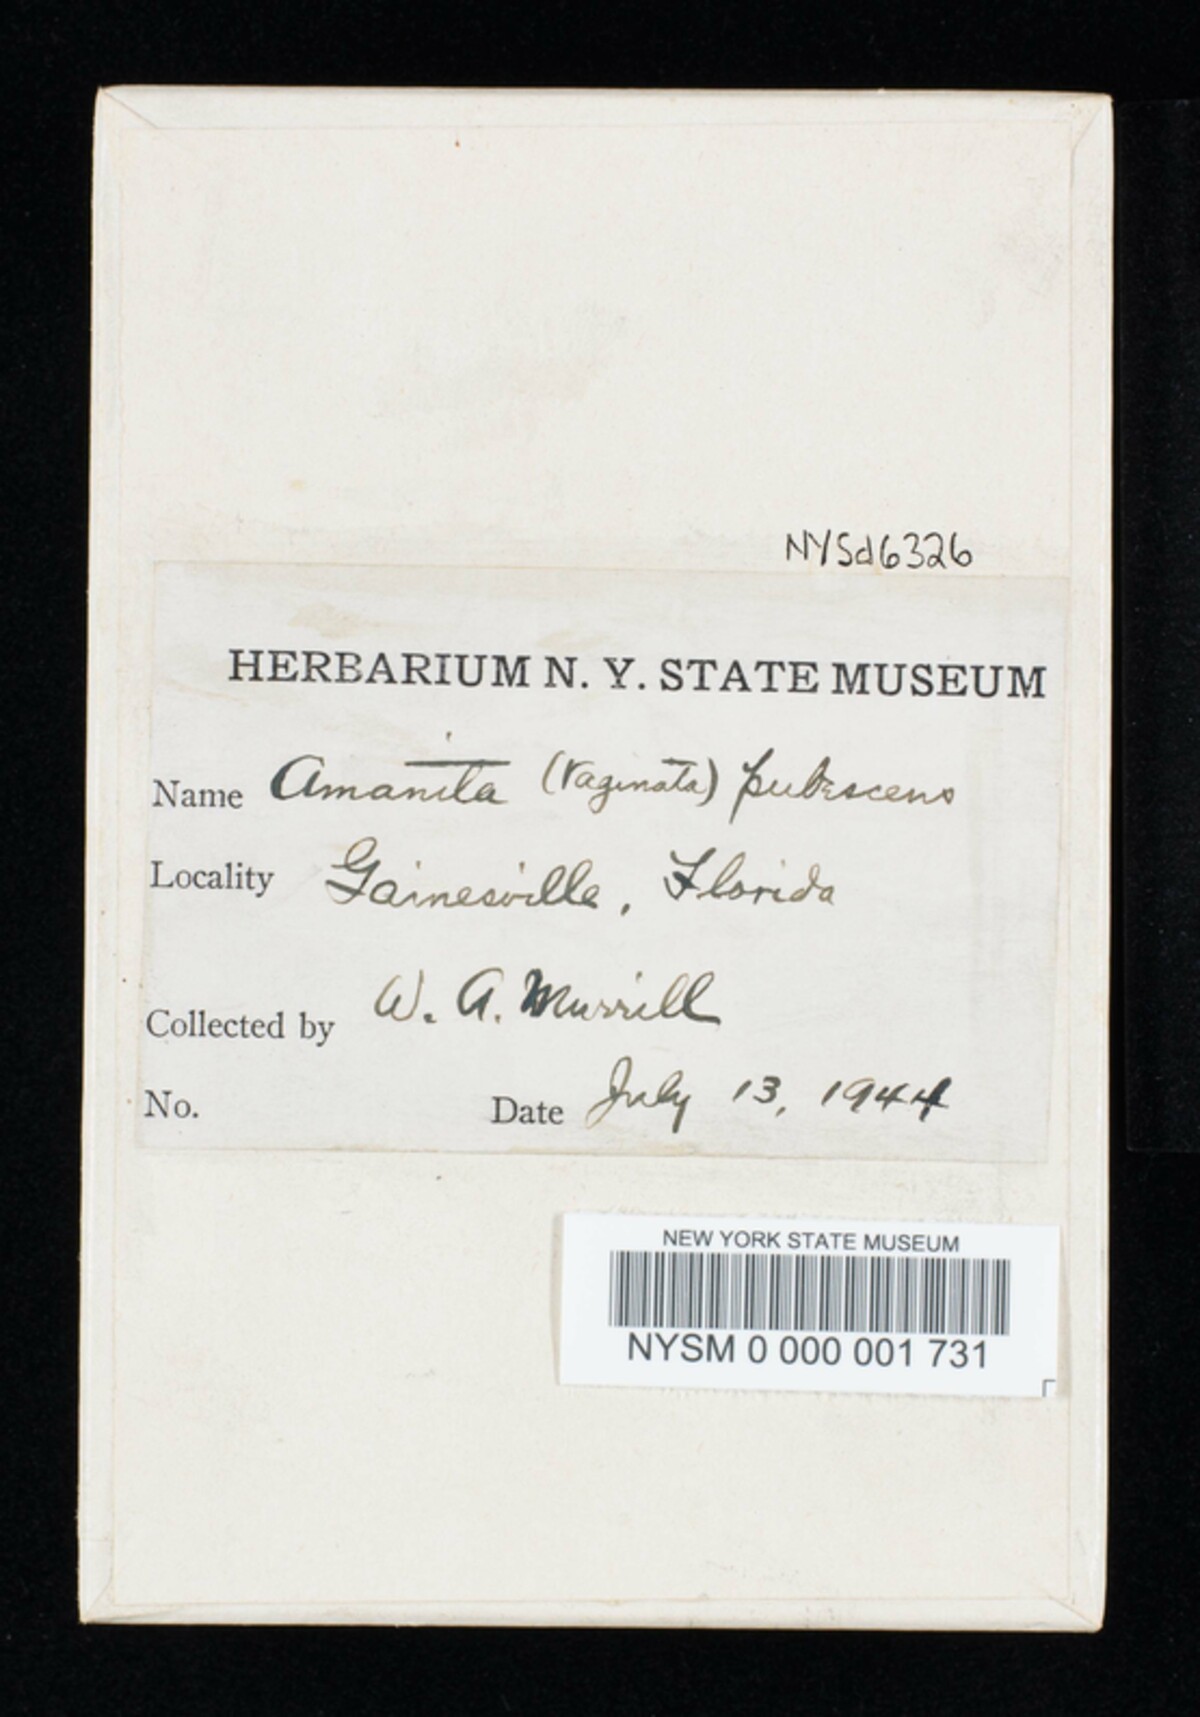 NYSd6326
HERBARIUM N. Y. STATE MUSEUM
Name Amanita (vaginata) pubescens
Locality Gainesville, Florida
Collected by W. A. Murrill
No. Date July 13, 1944
NEW YORK STATE MUSEUM
NYSM 0 000 001 731